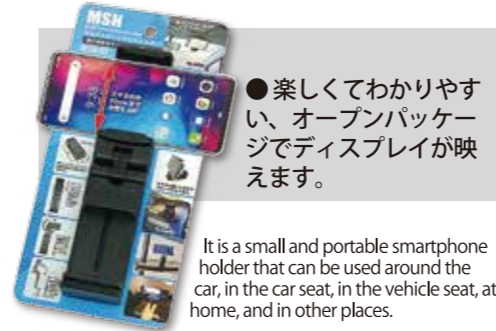 MSH
● 楽しくてわかりやす
い、オープンパッケー
ジでディスプレイが映
えます。
It is a small and portable smartphone
holder that can be used around the
car, in the car seat, in the vehicle seat, at
home, and in other places.